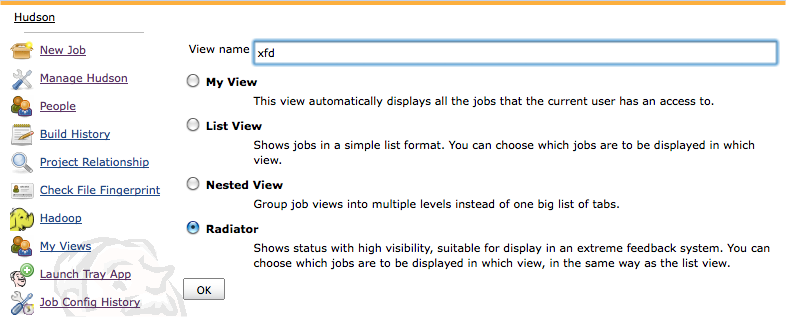 Hudson
New Job
Manage Hudson
People
Build History
Project Relationship
Check File Fingerprint
Hadoop
My Views
Launch Tray App
Job Config History
View name xfd
My View
This view automatically displays all the jobs that the current user has an access to.
List View
Shows jobs in a simple list format. You can choose which jobs are to be displayed in which
view.
Nested View
Group job views into multiple levels instead of one big list of tabs.
Radiator
Shows status with high visibility, suitable for display in an extreme feedback system. You can
choose which jobs are to be displayed in which view, in the same way as the list view.
OK